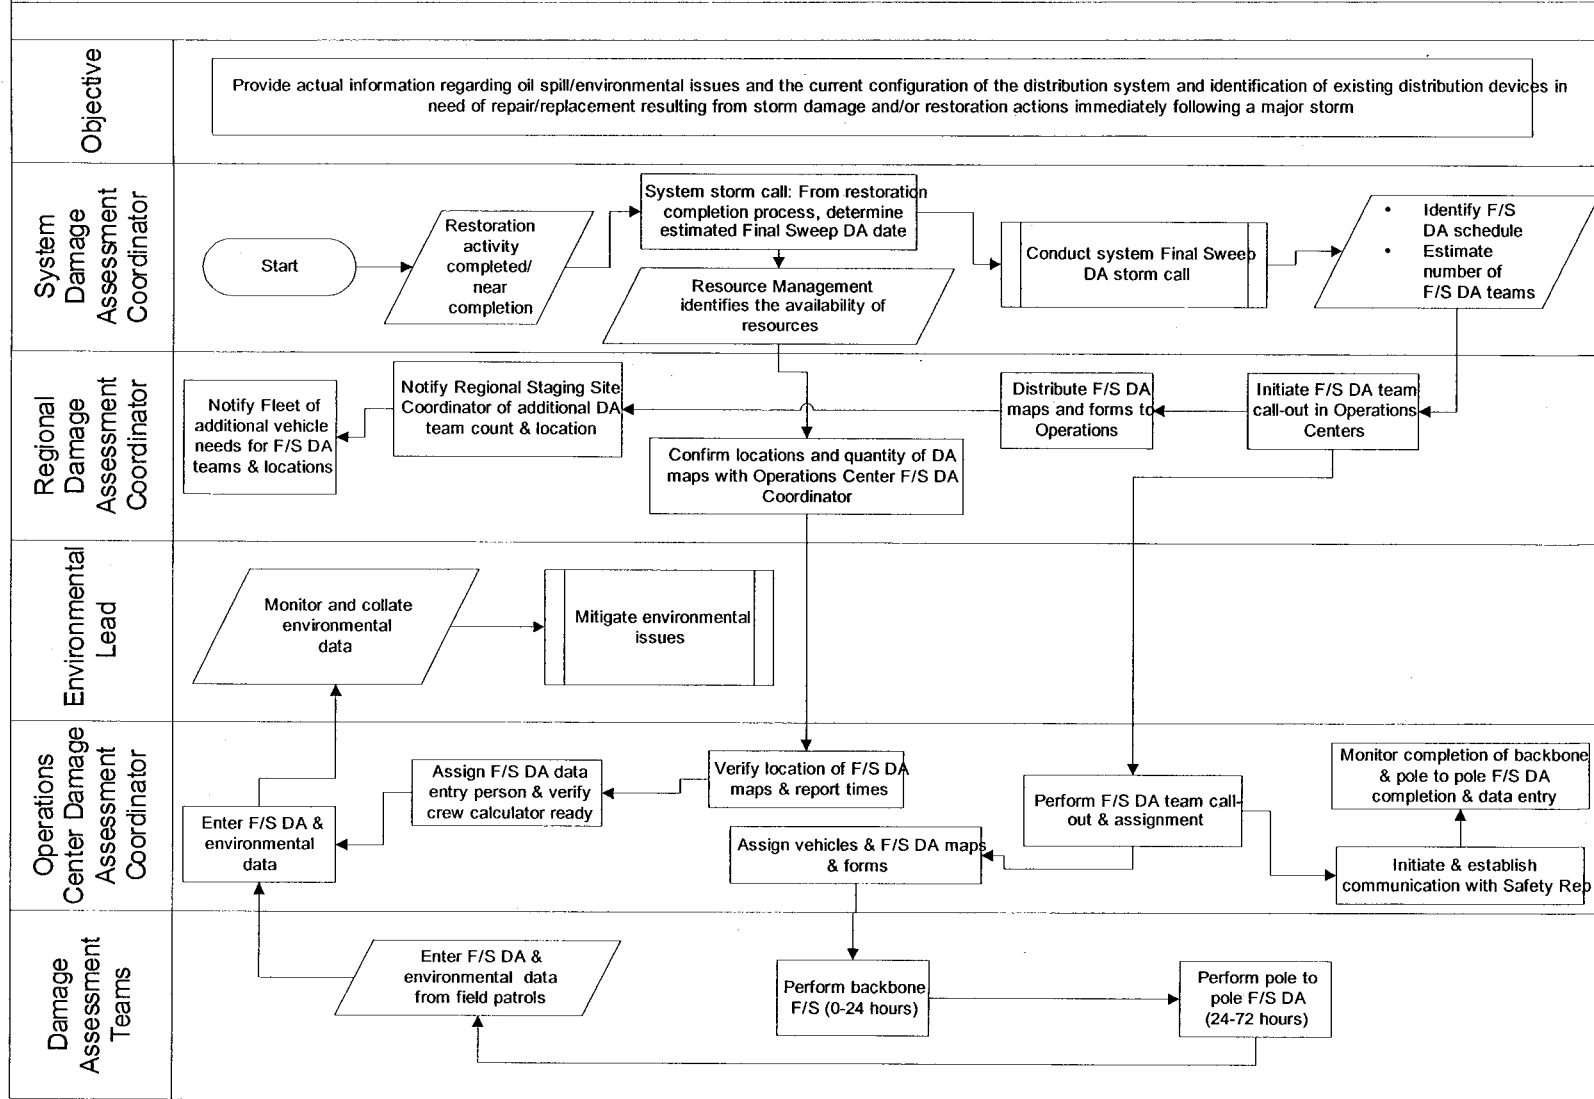 Objective
Provide actual information regarding oil spill/environmental issues and the current configuration of the distribution system and identification of existing distribution devices in
need of repair/replacement resulting from storm damage and/or restoration actions immediately following a major storm
System
Damage
Assessment
Coordinator
Start
Restoration
activity
completed/
near
completion
System storm call: From restoration
completion process, determine
estimated Final Sweep DA date
Resource Management
identifies the availability of
resources
Conduct system Final Sweep
DA storm call
• Identify F/S
DA schedule
• Estimate
number of
F/S DA teams
Regional
Damage
Assessment
Coordinator
Notify Fleet of
additional vehicle
needs for F/S DA
teams & locations
Notify Regional Staging Site
Coordinator of additional DA
team count & location
Confirm locations and quantity of DA
maps with Operations Center F/S DA
Coordinator
Distribute F/S DA
maps and forms to
Operations
Initiate F/S DA team
call-out in Operations
Centers
Environmental
Lead
Monitor and collate
environmental
data
Mitigate environmental
issues
Operations
Center Damage
Assessment
Coordinator
Enter F/S DA &
environmental
data
Assign F/S DA data
entry person & verify
crew calculator ready
Verify location of F/S DA
maps & report times
Assign vehicles & F/S DA maps
& forms
Perform F/S DA team call-
out & assignment
Monitor completion of backbone
& pole to pole F/S DA
completion & data entry
Initiate & establish
communication with Safety Rep
Damage
Assessment
Teams
Enter F/S DA &
environmental data
from field patrols
Perform backbone
F/S (0-24 hours)
Perform pole to
pole F/S DA
(24-72 hours)